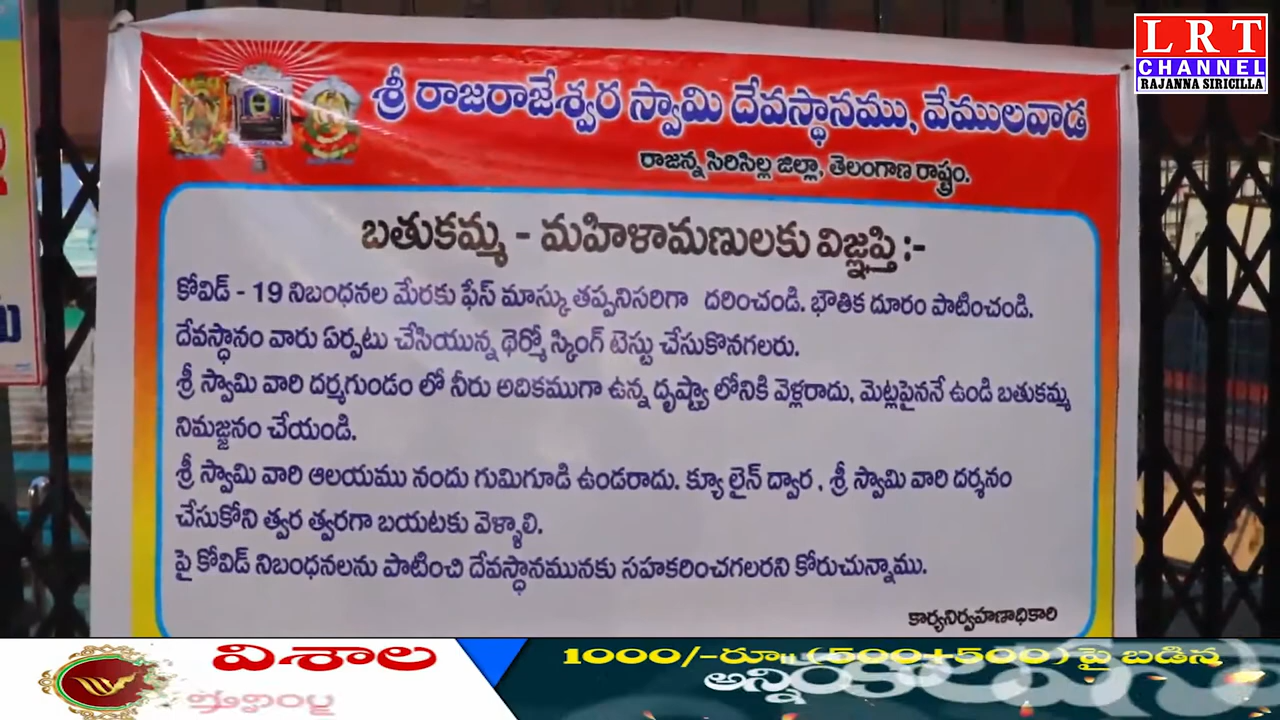 LRT
CHANNEL
RAJANNA SIRICILLA
శ్రీ రాజరాజేశ్వర స్వామి దేవస్థానము, వేములవాడ
రాజన్న సిరిసిల్ల జిల్లా, తెలంగాణ రాష్ట్రం.
బతుకమ్మ - మహిళామణులకు విజ్ఞప్తి :-
కోవిడ్ - 19 నిబంధనల మేరకు ఫేస్ మాస్కు తప్పనిసరిగా దరించండి. భౌతిక దూరం పాటించండి.
దేవస్థానం వారు ఏర్పటు చేసియున్న థెర్మో స్కింగ్ టెస్టు చేసుకొనగలరు.
శ్రీ స్వామి వారి దర్మగుండం లో నీరు అదికముగా ఉన్న దృష్ట్యా లోనికి వెళ్లరాదు, మెట్లపైననే ఉండి బతుకమ్మ
నిమజ్జనం చేయండి.
శ్రీ స్వామి వారి ఆలయము నందు గుమిగూడి ఉండరాదు. క్యూ లైన్ ద్వార , శ్రీ స్వామి వారి దర్శనం
చేసుకోని త్వర త్వరగా బయటకు వెళ్ళాలి.
పై కోవిడ్ నిబంధనలను పాటించి దేవస్థానమునకు సహకరించగలరని కోరుచున్నాము.
కార్యనిర్వహణాధికారి
విశాల
1000/-రూ,, (500+500) పై బడిన
అన్ని